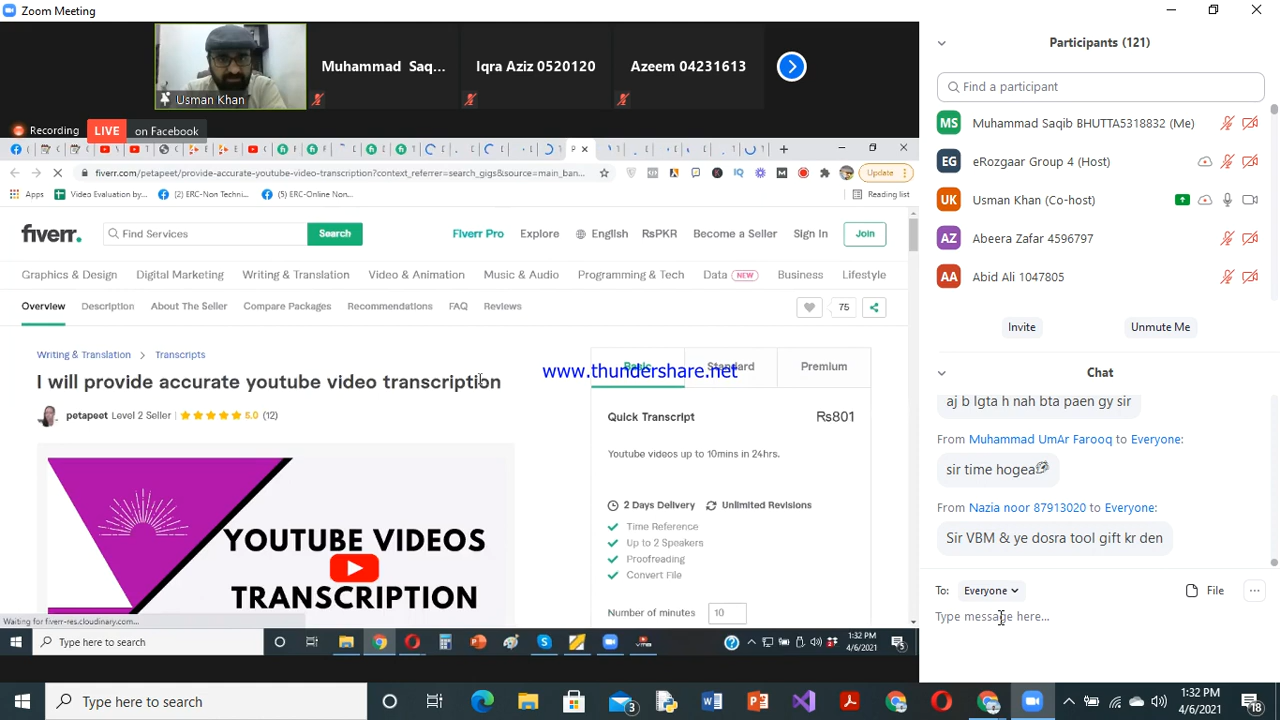 Zoom Meeting
Usman Khan
Muhammad Saq...
Iqra Aziz 0520120
Azeem 04231613
Recording
LIVE on Facebook
fiverr.com/petapeet/provide-accurate-youtube-video-transcription?context_referrer=search_gigs&source=main_ban...
Update
Apps
Video Evaluation by...
(2) ERC-Non Techni...
(5) ERC-Online Non...
Reading list
fiverr.
Find Services
Search
Fiverr Pro
Explore
English
RsPKR
Become a Seller
Sign In
Join
Graphics & Design
Digital Marketing
Writing & Translation
Video & Animation
Music & Audio
Programming & Tech
Data NEW
Business
Lifestyle
Overview
Description
About The Seller
Compare Packages
Recommendations
FAQ
Reviews
75
Writing & Translation > Transcripts
I will provide accurate youtube video transcription
petapeet Level 2 Seller 5.0 (12)
YOUTUBE VIDEOS
TRANSCRIPTION
www.thundershare.net
Standard
Premium
Quick Transcript
Rs801
Youtube videos up to 10mins in 24hrs.
2 Days Delivery
Unlimited Revisions
Time Reference
Up to 2 Speakers
Proofreading
Convert File
Number of minutes
10
Waiting for fiverr-res.cloudinary.com...
Type here to search
1:32 PM
4/6/2021
5
Participants (121)
Find a participant
MS Muhammad Saqib BHUTTA5318832 (Me)
EG eRozgaar Group 4 (Host)
UK Usman Khan (Co-host)
AZ Abeera Zafar 4596797
AA Abid Ali 1047805
Invite
Unmute Me
Chat
aj b lgta h nah bta paen gy sir
From Muhammad UmAr Farooq to Everyone:
sir time hogea
From Nazia noor 87913020 to Everyone:
Sir VBM & ye dosra tool gift kr den
To: Everyone
File
Type message here...
Type here to search
3
1:32 PM
4/6/2021
18